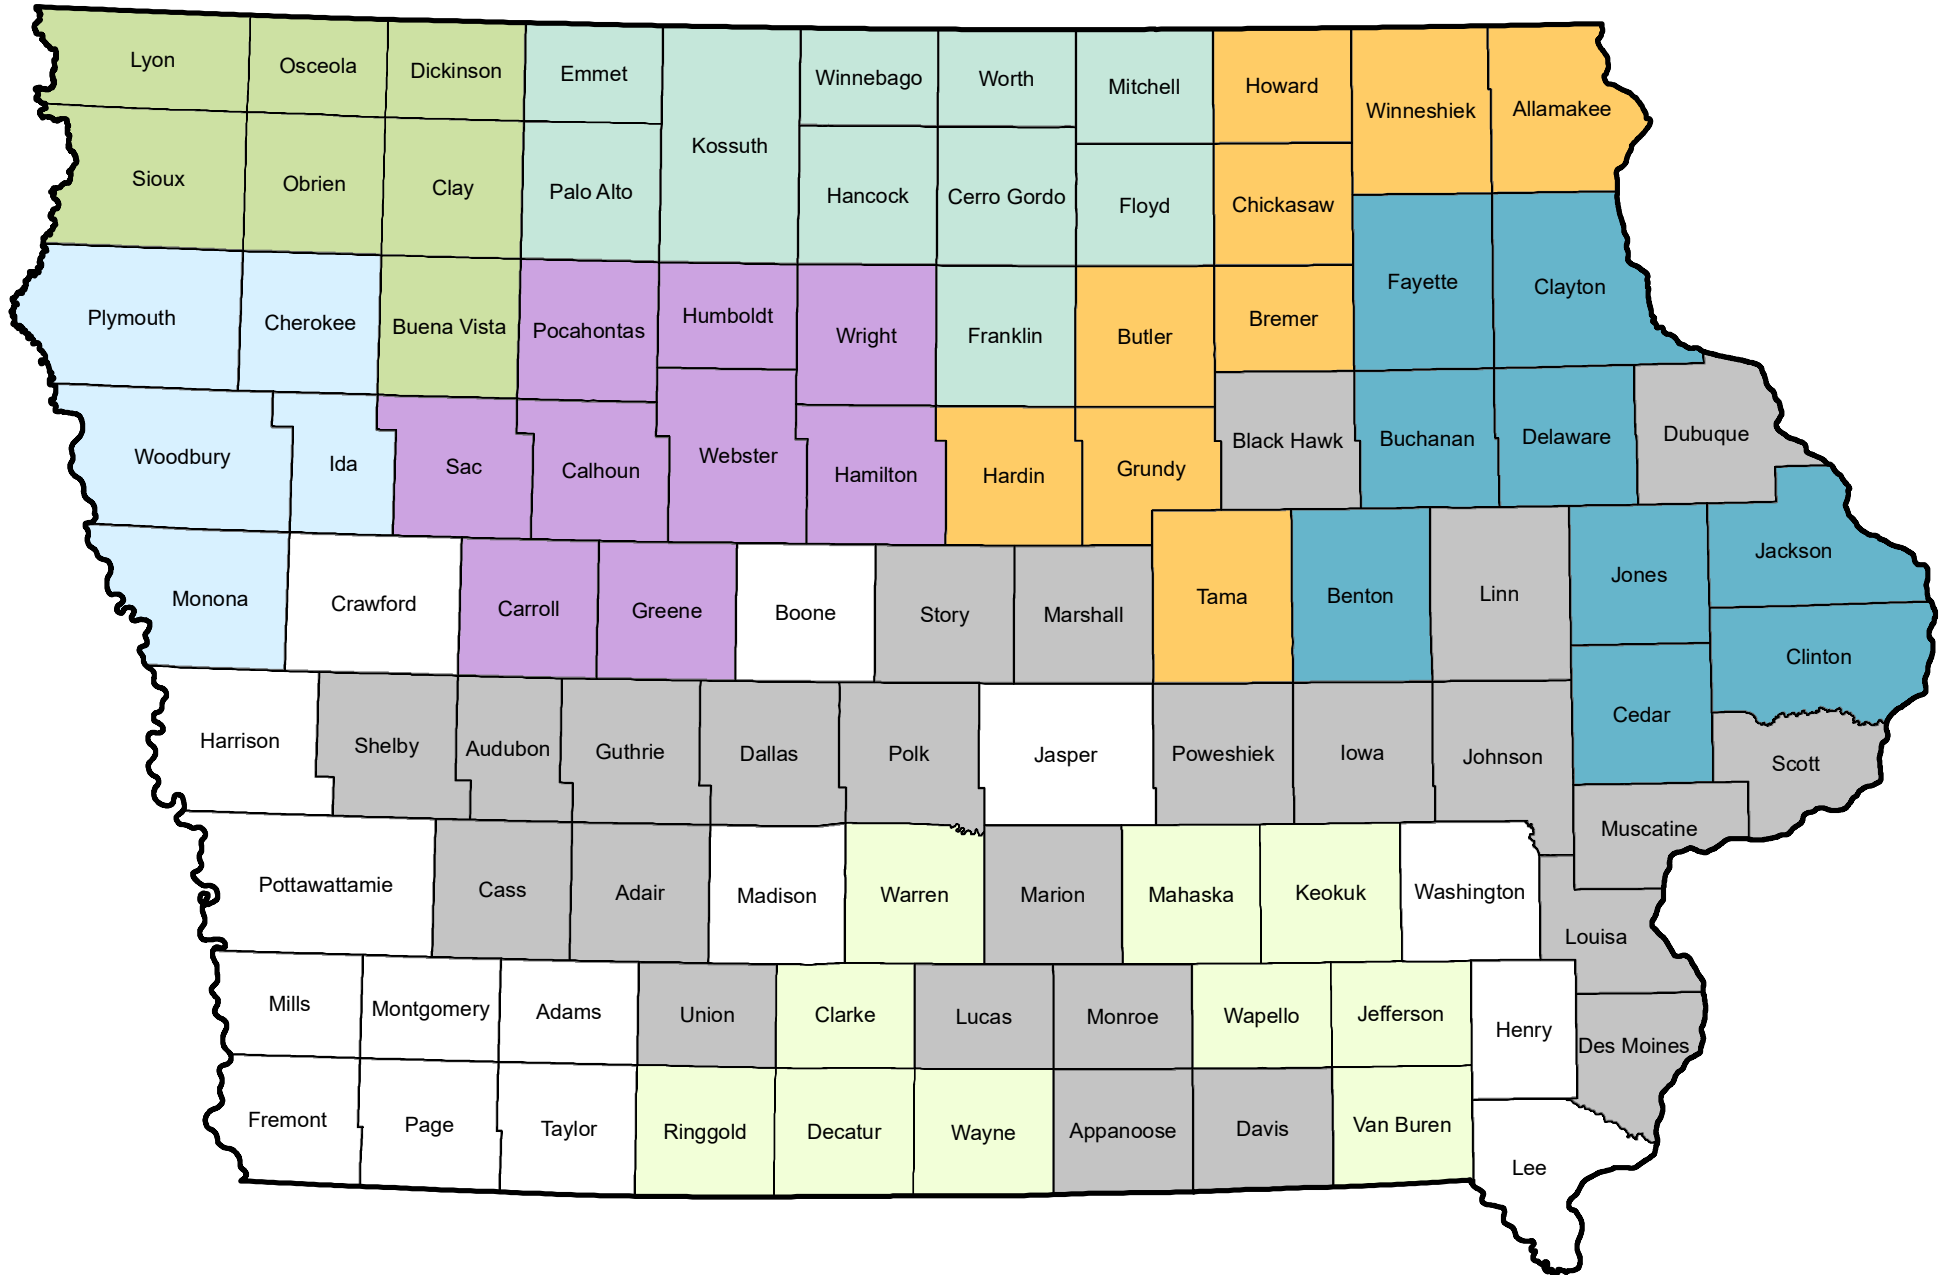 Lyon
Osceola
Dickinson
Emmet
Kossuth
Winnebago
Worth
Mitchell
Howard
Winneshiek
Allamakee
Sioux
Obrien
Clay
Palo Alto
Hancock
Cerro Gordo
Floyd
Chickasaw
Fayette
Clayton
Plymouth
Cherokee
Buena Vista
Pocahontas
Humboldt
Wright
Franklin
Butler
Bremer
Woodbury
Ida
Sac
Calhoun
Webster
Hamilton
Hardin
Grundy
Black Hawk
Buchanan
Delaware
Dubuque
Monona
Crawford
Carroll
Greene
Boone
Story
Marshall
Tama
Benton
Linn
Jones
Jackson
Clinton
Harrison
Shelby
Audubon
Guthrie
Dallas
Polk
Jasper
Poweshiek
Iowa
Johnson
Cedar
Scott
Muscatine
Pottawattamie
Cass
Adair
Madison
Warren
Marion
Mahaska
Keokuk
Washington
Louisa
Mills
Montgomery
Adams
Union
Clarke
Lucas
Monroe
Wapello
Jefferson
Henry
Des Moines
Fremont
Page
Taylor
Ringgold
Decatur
Wayne
Appanoose
Davis
Van Buren
Lee